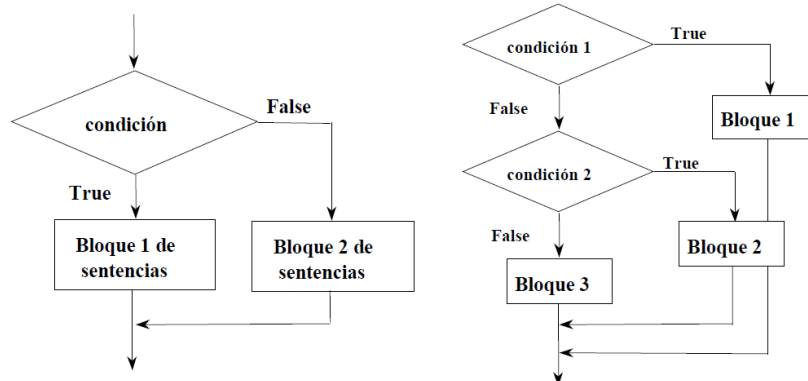 condición
False
True
Bloque 1 de
sentencias
Bloque 2 de
sentencias
condición 1
True
False
Bloque 1
condición 2
True
False
Bloque 2
Bloque 3